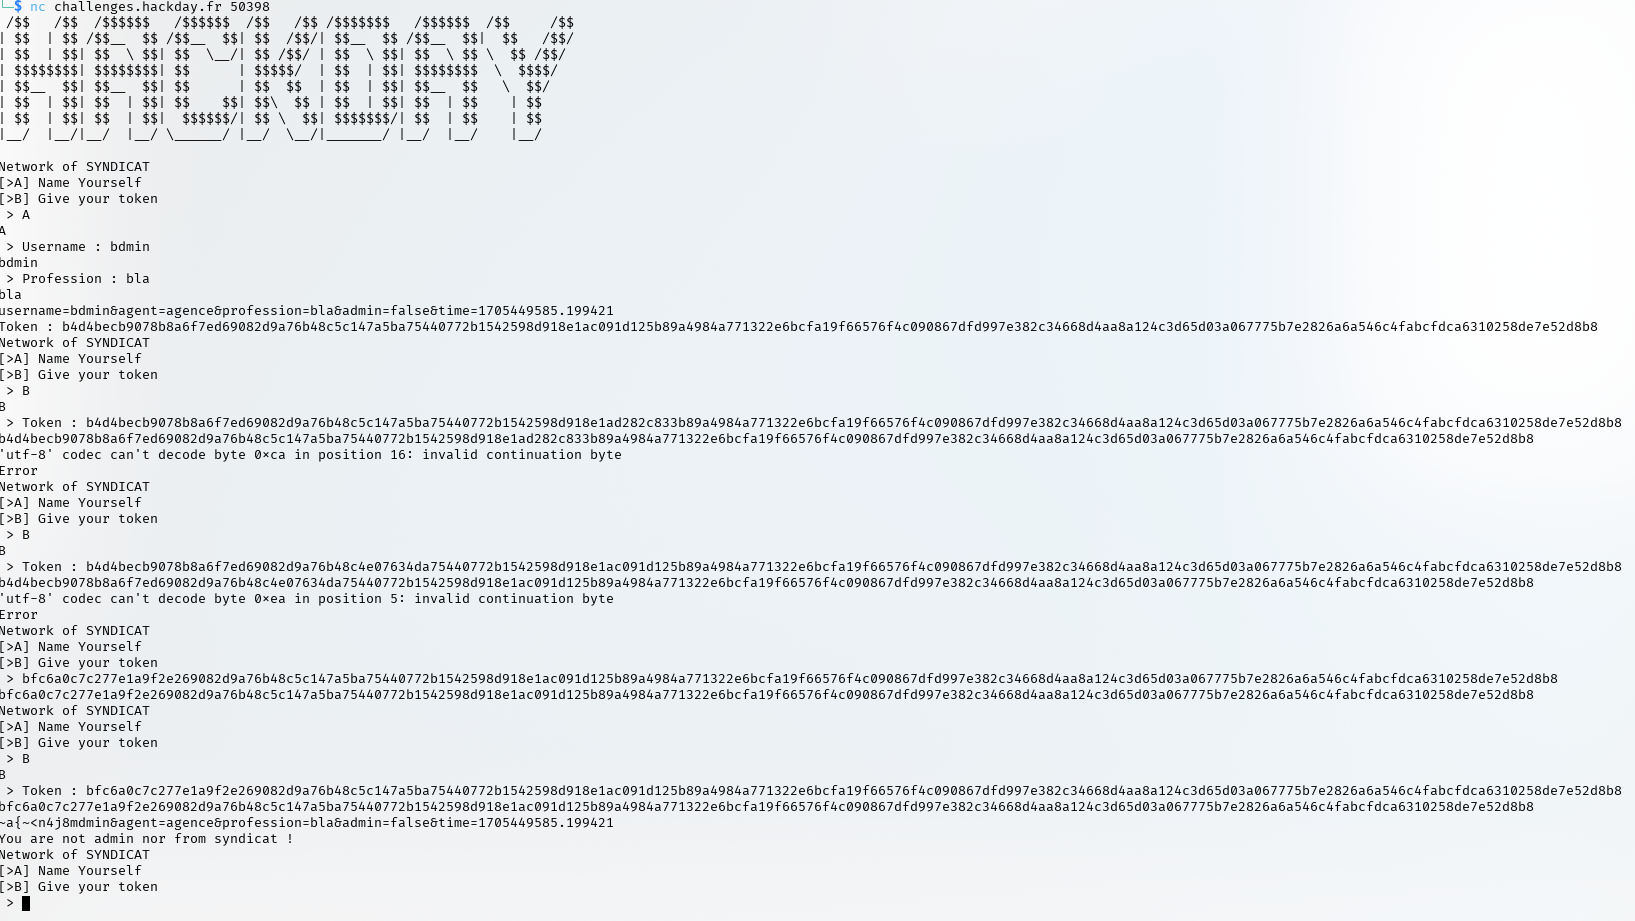 └─$ nc challenges.hackday.fr 50398
 /$$   /$$  /$$$$$$   /$$$$$$  /$$   /$$ /$$$$$$$   /$$$$$$  /$$     /$$
| $$  | $$ /$$__  $$ /$$__  $$| $$  /$$/| $$__  $$ /$$__  $$|  $$   /$$/
| $$  | $$| $$  \ $$| $$  \__/| $$ /$$/ | $$  \ $$| $$  \ $$ \  $$ /$$/
| $$$$$$$$| $$$$$$$$| $$      | $$$$$/  | $$  | $$| $$$$$$$$  \  $$$$/
| $$__  $$| $$__  $$| $$      | $$  $$  | $$  | $$| $$__  $$   \  $$/
| $$  | $$| $$  | $$| $$    $$| $$\  $$ | $$  | $$| $$  | $$    | $$
| $$  | $$| $$  | $$|  $$$$$$/| $$ \  $$| $$$$$$$/| $$  | $$    | $$
|__/  |__/|__/  |__/ \______/ |__/  \__/|_______/ |__/  |__/    |__/
Network of SYNDICAT
[>A] Name Yourself
[>B] Give your token
 > A
A
 > Username : bdmin
bdmin
 > Profession : bla
bla
username=bdmin&agent=agence&profession=bla&admin=false&time=1705449585.199421
Token : b4d4becb9078b8a6f7ed69082d9a76b48c5c147a5ba75440772b1542598d918e1ac091d125b89a4984a771322e6bcfa19f66576f4c090867dfd997e382c34668d4aa8a124c3d65d03a067775b7e2826a6a546c4fabcfdca6310258de7e52d8b8
Network of SYNDICAT
[>A] Name Yourself
[>B] Give your token
 > B
B
 > Token : b4d4becb9078b8a6f7ed69082d9a76b48c5c147a5ba75440772b1542598d918e1ad282c833b89a4984a771322e6bcfa19f66576f4c090867dfd997e382c34668d4aa8a124c3d65d03a067775b7e2826a6a546c4fabcfdca6310258de7e52d8b8
b4d4becb9078b8a6f7ed69082d9a76b48c5c147a5ba75440772b1542598d918e1ad282c833b89a4984a771322e6bcfa19f66576f4c090867dfd997e382c34668d4aa8a124c3d65d03a067775b7e2826a6a546c4fabcfdca6310258de7e52d8b8
'utf-8' codec can't decode byte 0×ca in position 16: invalid continuation byte
Error
Network of SYNDICAT
[>A] Name Yourself
[>B] Give your token
 > B
B
 > Token : b4d4becb9078b8a6f7ed69082d9a76b48c4e07634da75440772b1542598d918e1ac091d125b89a4984a771322e6bcfa19f66576f4c090867dfd997e382c34668d4aa8a124c3d65d03a067775b7e2826a6a546c4fabcfdca6310258de7e52d8b8
b4d4becb9078b8a6f7ed69082d9a76b48c4e07634da75440772b1542598d918e1ac091d125b89a4984a771322e6bcfa19f66576f4c090867dfd997e382c34668d4aa8a124c3d65d03a067775b7e2826a6a546c4fabcfdca6310258de7e52d8b8
'utf-8' codec can't decode byte 0×ea in position 5: invalid continuation byte
Error
Network of SYNDICAT
[>A] Name Yourself
[>B] Give your token
 > bfc6a0c7c277e1a9f2e269082d9a76b48c5c147a5ba75440772b1542598d918e1ac091d125b89a4984a771322e6bcfa19f66576f4c090867dfd997e382c34668d4aa8a124c3d65d03a067775b7e2826a6a546c4fabcfdca6310258de7e52d8b8
bfc6a0c7c277e1a9f2e269082d9a76b48c5c147a5ba75440772b1542598d918e1ac091d125b89a4984a771322e6bcfa19f66576f4c090867dfd997e382c34668d4aa8a124c3d65d03a067775b7e2826a6a546c4fabcfdca6310258de7e52d8b8
Network of SYNDICAT
[>A] Name Yourself
[>B] Give your token
 > B
B
 > Token : bfc6a0c7c277e1a9f2e269082d9a76b48c5c147a5ba75440772b1542598d918e1ac091d125b89a4984a771322e6bcfa19f66576f4c090867dfd997e382c34668d4aa8a124c3d65d03a067775b7e2826a6a546c4fabcfdca6310258de7e52d8b8
bfc6a0c7c277e1a9f2e269082d9a76b48c5c147a5ba75440772b1542598d918e1ac091d125b89a4984a771322e6bcfa19f66576f4c090867dfd997e382c34668d4aa8a124c3d65d03a067775b7e2826a6a546c4fabcfdca6310258de7e52d8b8
~a{~<n4j8mdmin&agent=agence&profession=bla&admin=false&time=1705449585.199421
You are not admin nor from syndicat !
Network of SYNDICAT
[>A] Name Yourself
[>B] Give your token
 >